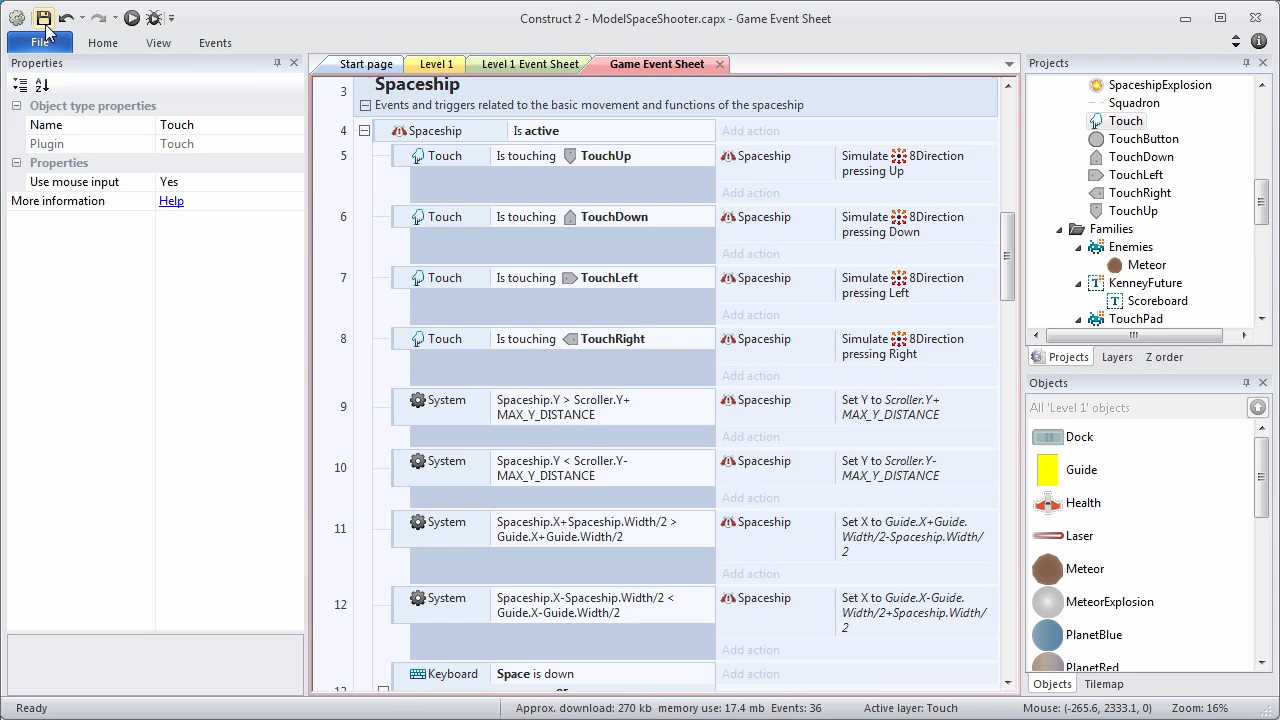 Construct 2 - ModelSpaceShooter.capx - Game Event Sheet
File
Home
View
Events
Properties
Object type properties
Name Touch
Plugin Touch
Properties
Use mouse input Yes
More information Help
Start page
Level 1
Level 1 Event Sheet
Game Event Sheet
3 Spaceship
Events and triggers related to the basic movement and functions of the spaceship
4 Spaceship Is active Add action
5 Touch Is touching TouchUp Spaceship Simulate 8Direction
pressing Up
Add action
6 Touch Is touching TouchDown Spaceship Simulate 8Direction
pressing Down
Add action
7 Touch Is touching TouchLeft Spaceship Simulate 8Direction
pressing Left
Add action
8 Touch Is touching TouchRight Spaceship Simulate 8Direction
pressing Right
Add action
9 System Spaceship.Y > Scroller.Y+ Spaceship Set Y to Scroller.Y+
MAX_Y_DISTANCE MAX_Y_DISTANCE
Add action
10 System Spaceship.Y < Scroller.Y- Spaceship Set Y to Scroller.Y-
MAX_Y_DISTANCE MAX_Y_DISTANCE
Add action
11 System Spaceship.X+Spaceship.Width/2 > Spaceship Set X to Guide.X+Guide.
Guide.X+Guide.Width/2 Width/2-Spaceship.Width/
2
Add action
12 System Spaceship.X-Spaceship.Width/2 < Spaceship Set X to Guide.X-Guide.
Guide.X-Guide.Width/2 Width/2+Spaceship.Width/
2
Add action
Keyboard Space is down Add action
13 or
Projects
SpaceshipExplosion
Squadron
Touch
TouchButton
TouchDown
TouchLeft
TouchRight
TouchUp
Families
Enemies
Meteor
KenneyFuture
Scoreboard
TouchPad
Projects
Layers
Z order
Objects
All 'Level 1' objects
Dock
Guide
Health
Laser
Meteor
MeteorExplosion
PlanetBlue
PlanetRed
Objects
Tilemap
Ready
Approx. download: 270 kb memory use: 17.4 mb Events: 36
Active layer: Touch
Mouse: (-265.6, 2333.1, 0)
Zoom: 16%